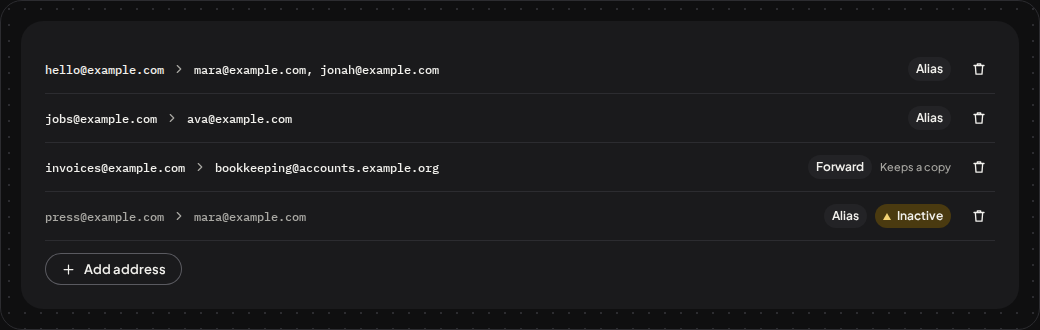 hello@example.com > mara@example.com, jonah@example.com Alias
jobs@example.com > ava@example.com Alias
invoices@example.com > bookkeeping@accounts.example.org Forward Keeps a copy
press@example.com > mara@example.com Alias Inactive
+ Add address